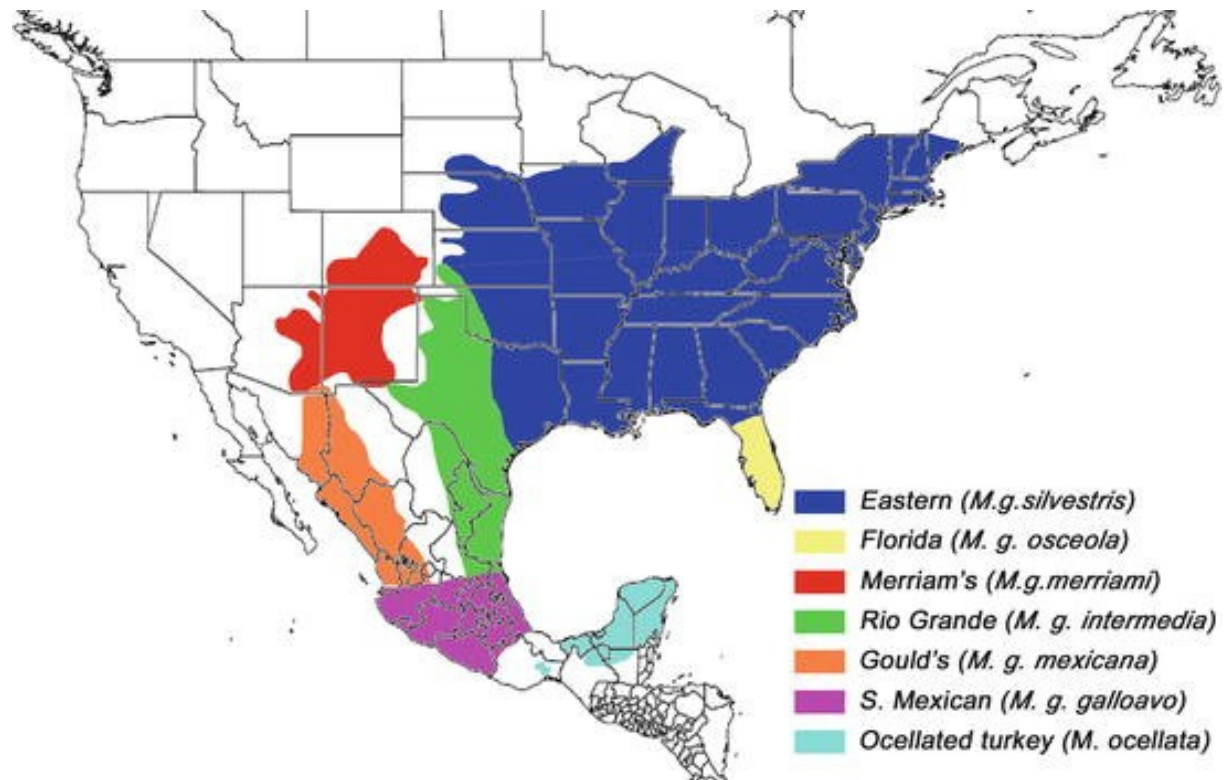 Eastern (M.g.silvestris)
Florida (M. g. osceola)
Merriam's (M.g.merriami)
Rio Grande (M. g. intermedia)
Gould's (M. g. mexicana)
S. Mexican (M. g. galloavo)
Ocellated turkey (M. ocellata)